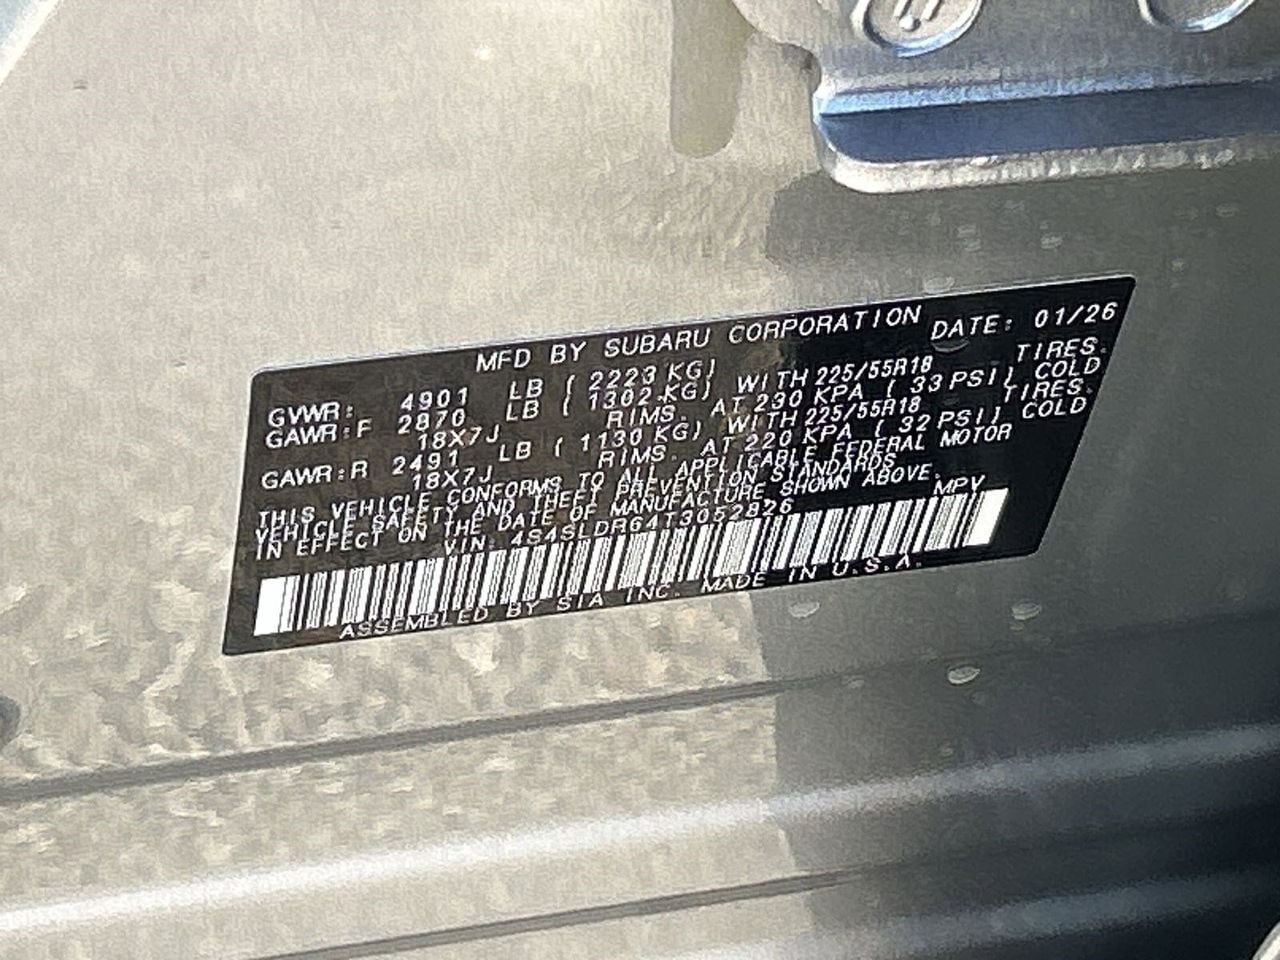 MFD BY SUBARU CORPORATION DATE: 01/26
GVWR: 4901 LB ( 2223 KG)
GAWR:F 2870 LB ( 1302 KG) WITH 225/55R18 TIRES.
18X7J RIMS. AT 230 KPA ( 33 PSI) COLD
GAWR:R 2491 LB ( 1130 KG) WITH 225/55R18 TIRES.
18X7J RIMS. AT 220 KPA ( 32 PSI) COLD
THIS VEHICLE CONFORMS TO ALL APPLICABLE FEDERAL MOTOR
VEHICLE SAFETY AND THEFT PREVENTION STANDARDS
IN EFFECT ON THE DATE OF MANUFACTURE SHOWN ABOVE.
VIN. 4S4SLDR64T3052826 MPV
ASSEMBLED BY SIA INC. MADE IN U.S.A.